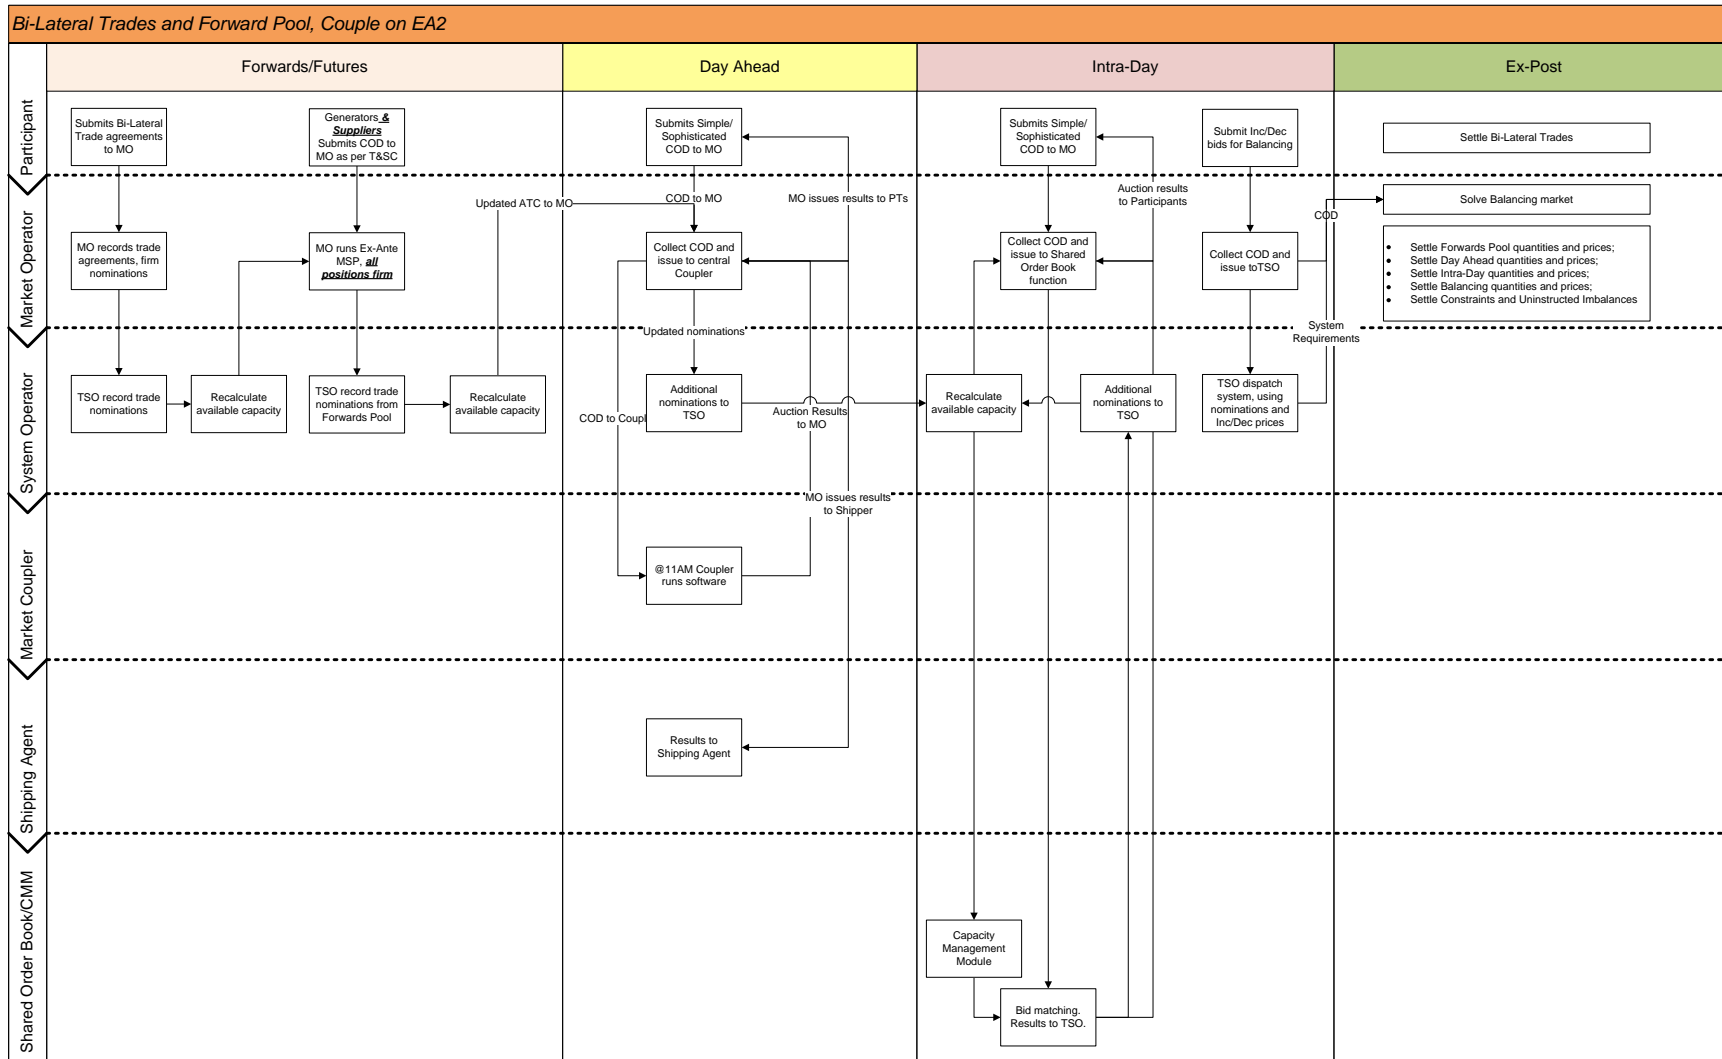 Bi-Lateral Trades and Forward Pool, Couple on EA2
Forwards/Futures
Day Ahead
Intra-Day
Ex-Post
Participant
Submits Bi-Lateral
Trade agreements
to MO
Generators &
Suppliers
Submits COD to
MO as per T&SC
Submits Simple/
Sophisticated
COD to MO
Submits Simple/
Sophisticated
COD to MO
Submit Inc/Dec
bids for Balancing
Settle Bi-Lateral Trades
Updated ATC to MO
COD to MO
MO issues results to PTs
Auction results
to Participants
COD
Solve Balancing market
Market Operator
MO records trade
agreements, firm
nominations
MO runs Ex-Ante
MSP, all
positions firm
Collect COD and
issue to central
Coupler
Collect COD and
issue to Shared
Order Book
function
Collect COD and
issue toTSO
• Settle Forwards Pool quantities and prices;
• Settle Day Ahead quantities and prices;
• Settle Intra-Day quantities and prices;
• Settle Balancing quantities and prices;
• Settle Constraints and Uninstructed Imbalances
Updated nominations
System
Requirements
System Operator
TSO record trade
nominations
Recalculate
available capacity
TSO record trade
nominations from
Forwards Pool
Recalculate
available capacity
COD to Coupl
Additional
nominations to
TSO
Auction Results
to MO
Recalculate
available capacity
Additional
nominations to
TSO
TSO dispatch
system, using
nominations and
Inc/Dec prices
MO issues results
to Shipper
Market Coupler
@11AM Coupler
runs software
Shipping Agent
Results to
Shipping Agent
Shared Order Book/CMM
Capacity
Management
Module
Bid matching.
Results to TSO.